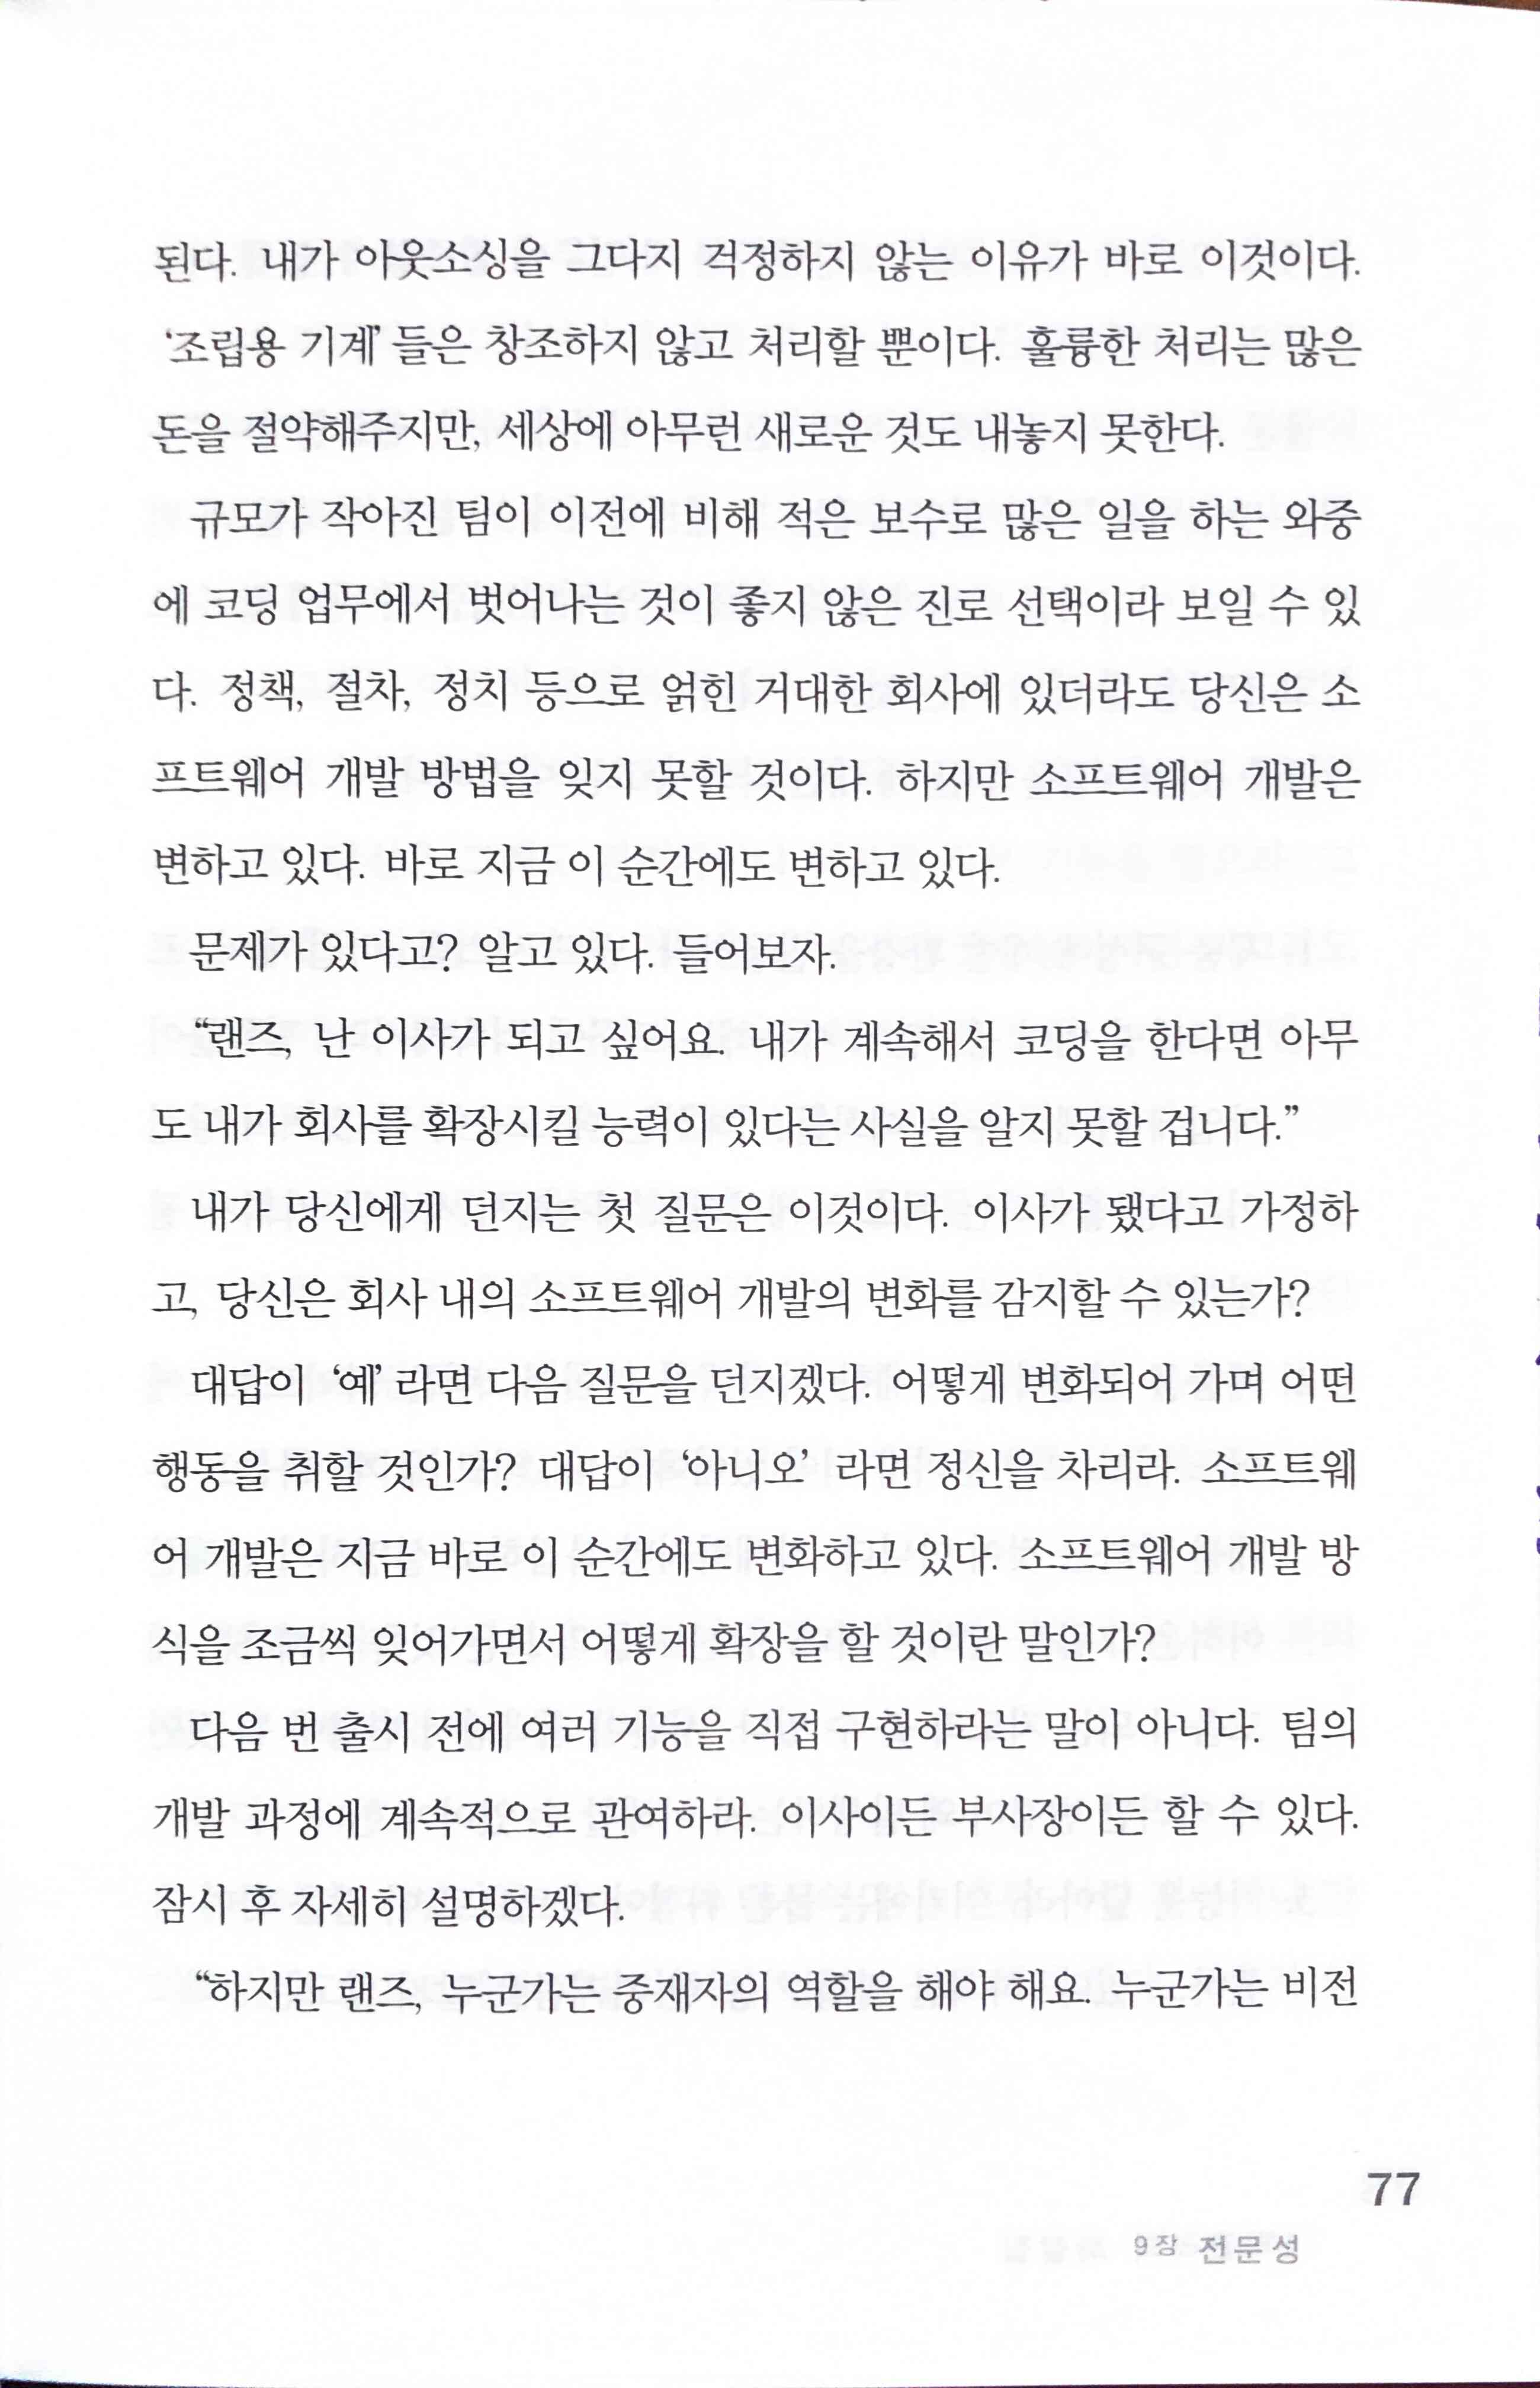 된다. 내가 아웃소싱을 그다지 걱정하지 않는 이유가 바로 이것이다.
‘조립용 기계’ 들은 창조하지 않고 처리할 뿐이다. 훌륭한 처리는 많은
돈을 절약해주지만, 세상에 아무런 새로운 것도 내놓지 못한다.
규모가 작아진 팀이 이전에 비해 적은 보수로 많은 일을 하는 와중
에 코딩 업무에서 벗어나는 것이 좋지 않은 진로 선택이라 보일 수 있
다. 정책, 절차, 정치 등으로 얽힌 거대한 회사에 있더라도 당신은 소
프트웨어 개발 방법을 잊지 못할 것이다. 하지만 소프트웨어 개발은
변하고 있다. 바로 지금 이 순간에도 변하고 있다.
문제가 있다고? 알고 있다. 들어보자.
“랜즈, 난 이사가 되고 싶어요. 내가 계속해서 코딩을 한다면 아무
도 내가 회사를 확장시킬 능력이 있다는 사실을 알지 못할 겁니다.”
내가 당신에게 던지는 첫 질문은 이것이다. 이사가 됐다고 가정하
고, 당신은 회사 내의 소프트웨어 개발의 변화를 감지할 수 있는가?
대답이 ‘예’ 라면 다음 질문을 던지겠다. 어떻게 변화되어 가며 어떤
행동을 취할 것인가? 대답이 ‘아니오’ 라면 정신을 차리라. 소프트웨
어 개발은 지금 바로 이 순간에도 변화하고 있다. 소프트웨어 개발 방
식을 조금씩 잊어가면서 어떻게 확장을 할 것이란 말인가?
다음 번 출시 전에 여러 기능을 직접 구현하라는 말이 아니다. 팀의
개발 과정에 계속적으로 관여하라. 이사이든 부사장이든 할 수 있다.
잠시 후 자세히 설명하겠다.
“하지만 랜즈, 누군가는 중재자의 역할을 해야 해요. 누군가는 비전
77
9장 전문성